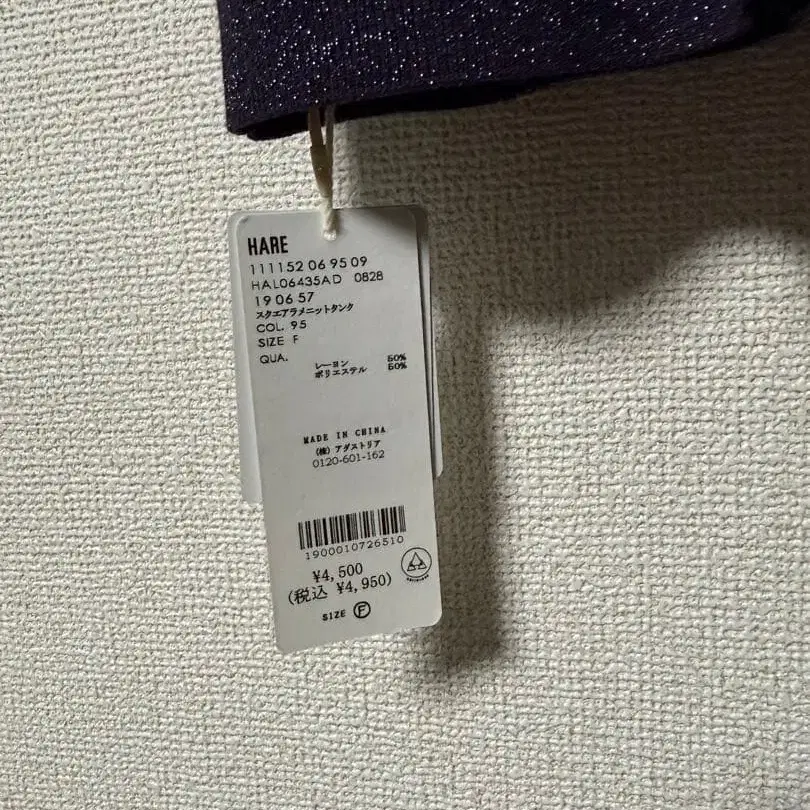 HARE
111152 06 95 09
HAL06435AD 0828
19 06 57
スクエアラメニットタンク
COL. 95
SIZE F
QUA.
レーヨン 50%
ポリエステル 50%
MADE IN CHINA
(株)アダストリア
0120-601-162
1900010726510
¥4,500
(税込 ¥4,950)
SIZE F